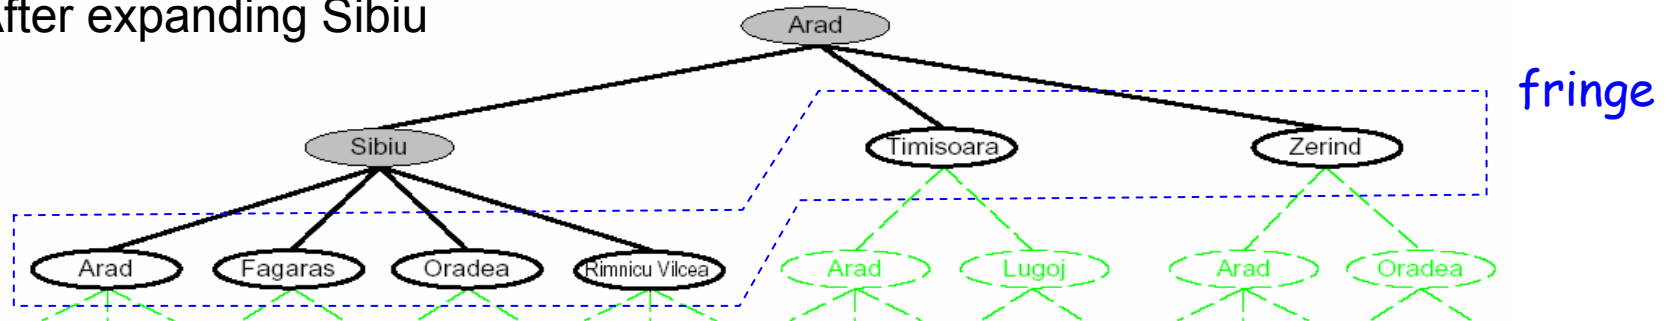 After expanding Sibiu
Arad
fringe
Sibiu
Timisoara
Zerind
Arad
Fagaras
Oradea
Rimnicu Vilcea
Arad
Lugoj
Arad
Oradea